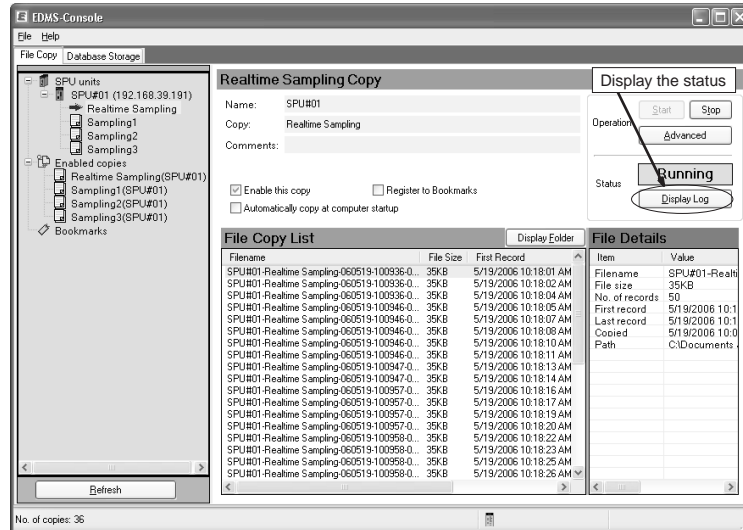 EDMS-Console
File Help
File Copy Database Storage
SPU units
SPU#01 (192.168.39.191)
Realtime Sampling
Sampling1
Sampling2
Sampling3
Enabled copies
Realtime Sampling(SPU#01)
Sampling1(SPU#01)
Sampling2(SPU#01)
Sampling3(SPU#01)
Bookmarks
Refresh
Realtime Sampling Copy
Name: SPU#01
Copy: Realtime Sampling
Comments:
Enable this copy Register to Bookmarks
Automatically copy at computer startup
Display the status
Operation Start Stop
Advanced
Status Running
Display Log
File Copy List Display Folder
Filename File Size First Record
SPU#01-Realtime Sampling-060519-100936-0... 35KB 5/19/2006 10:18:01 AM
SPU#01-Realtime Sampling-060519-100936-0... 35KB 5/19/2006 10:18:02 AM
SPU#01-Realtime Sampling-060519-100936-0... 35KB 5/19/2006 10:18:04 AM
SPU#01-Realtime Sampling-060519-100946-0... 35KB 5/19/2006 10:18:05 AM
SPU#01-Realtime Sampling-060519-100946-0... 35KB 5/19/2006 10:18:07 AM
SPU#01-Realtime Sampling-060519-100946-0... 35KB 5/19/2006 10:18:08 AM
SPU#01-Realtime Sampling-060519-100946-0... 35KB 5/19/2006 10:18:10 AM
SPU#01-Realtime Sampling-060519-100946-0... 35KB 5/19/2006 10:18:11 AM
SPU#01-Realtime Sampling-060519-100947-0... 35KB 5/19/2006 10:18:13 AM
SPU#01-Realtime Sampling-060519-100947-0... 35KB 5/19/2006 10:18:14 AM
SPU#01-Realtime Sampling-060519-100957-0... 35KB 5/19/2006 10:18:16 AM
SPU#01-Realtime Sampling-060519-100957-0... 35KB 5/19/2006 10:18:17 AM
SPU#01-Realtime Sampling-060519-100957-0... 35KB 5/19/2006 10:18:19 AM
SPU#01-Realtime Sampling-060519-100957-0... 35KB 5/19/2006 10:18:20 AM
SPU#01-Realtime Sampling-060519-100958-0... 35KB 5/19/2006 10:18:22 AM
SPU#01-Realtime Sampling-060519-100958-0... 35KB 5/19/2006 10:18:23 AM
SPU#01-Realtime Sampling-060519-100958-0... 35KB 5/19/2006 10:18:25 AM
SPU#01-Realtime Sampling-060519-100958-0... 35KB 5/19/2006 10:18:26 AM
File Details
Item Value
Filename SPU#01-Realti
File size 35KB
No. of records 50
First record 5/19/2006 10:1
Last record 5/19/2006 10:1
Copied 5/19/2006 10:0
Path C:\Documents
No. of copies: 36